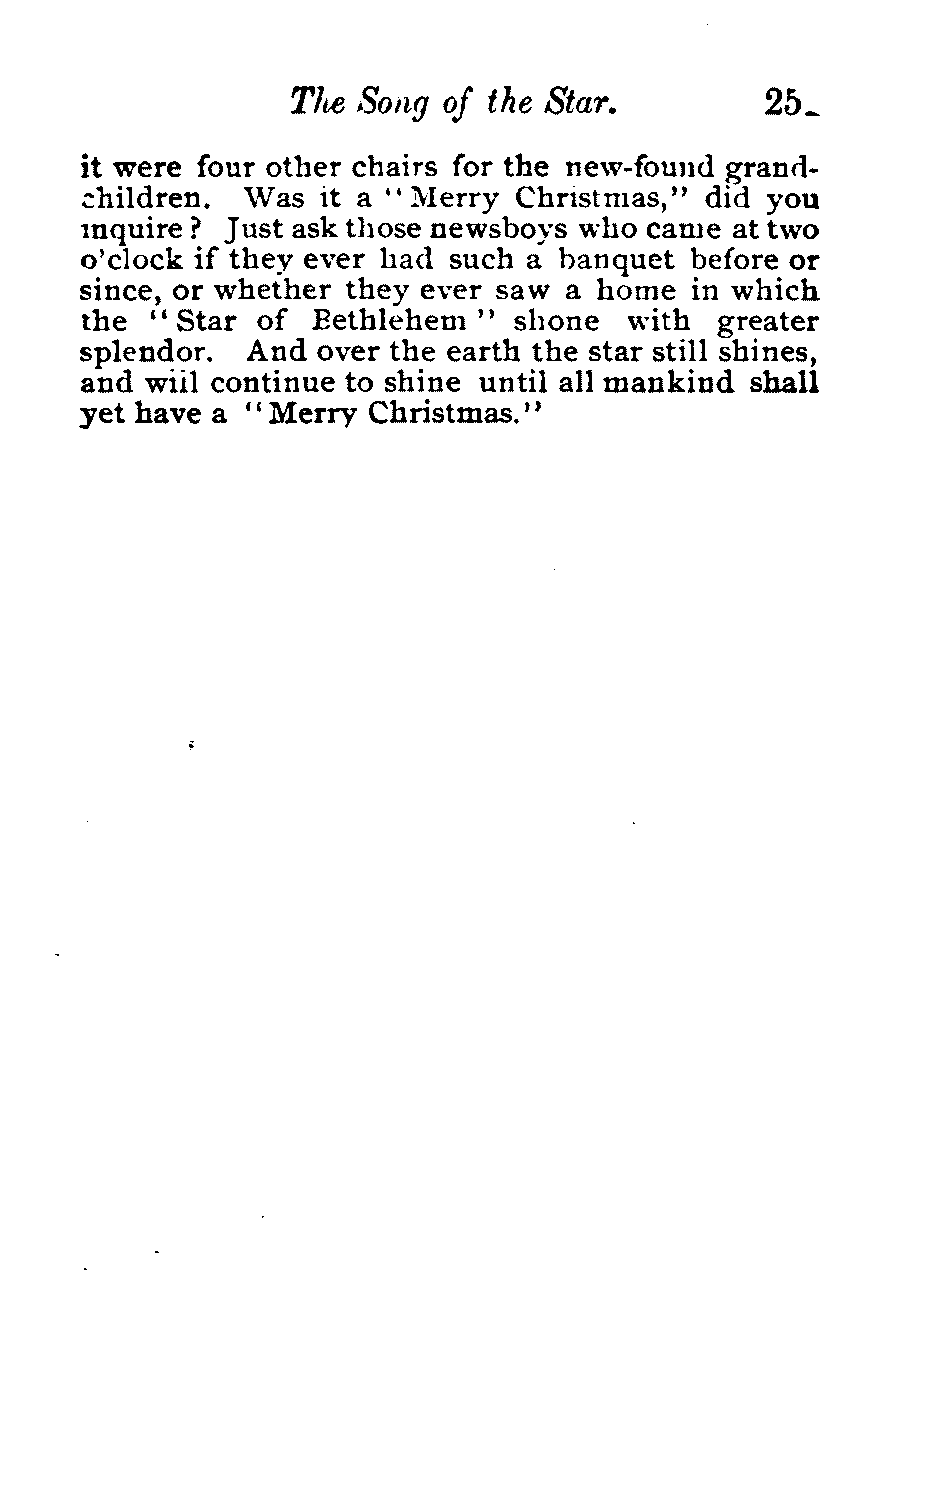 The Song of the Star. 25
it were four other chairs for the new-found grand-
children. Was it a "Merry Christmas," did you
inquire? Just ask those newsboys who came at two
o'clock if they ever had such a banquet before or
since, or whether they ever saw a home in which
the "Star of Bethlehem" shone with greater
splendor. And over the earth the star still shines,
and will continue to shine until all mankind shall
yet have a "Merry Christmas."